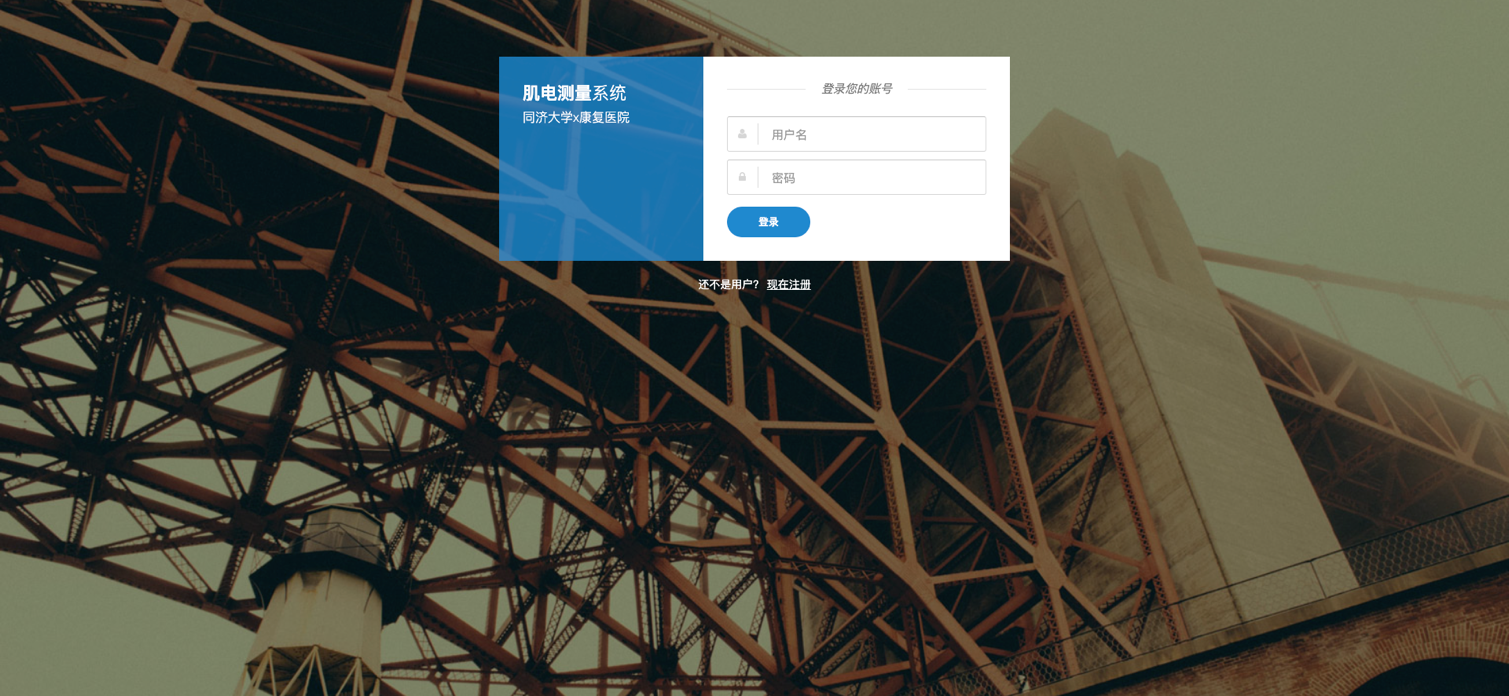 肌电测量系统
同济大学x康复医院
登录您的账号
用户名
密码
登录
还不是用户? 现在注册